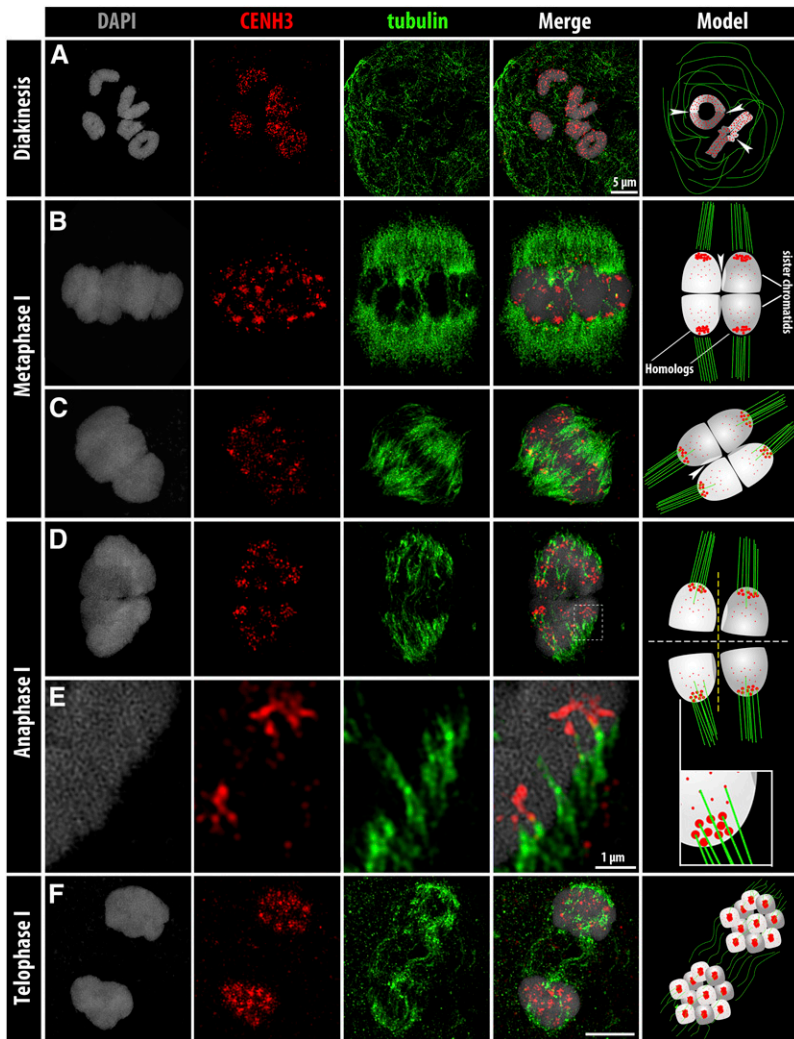 DAPI CENH3 tubulin Merge Model
Diakinesis
A
5 µm
Metaphase I
B
sister chromatids
Homologs
C
Anaphase I
D
E
1 µm
Telophase I
F